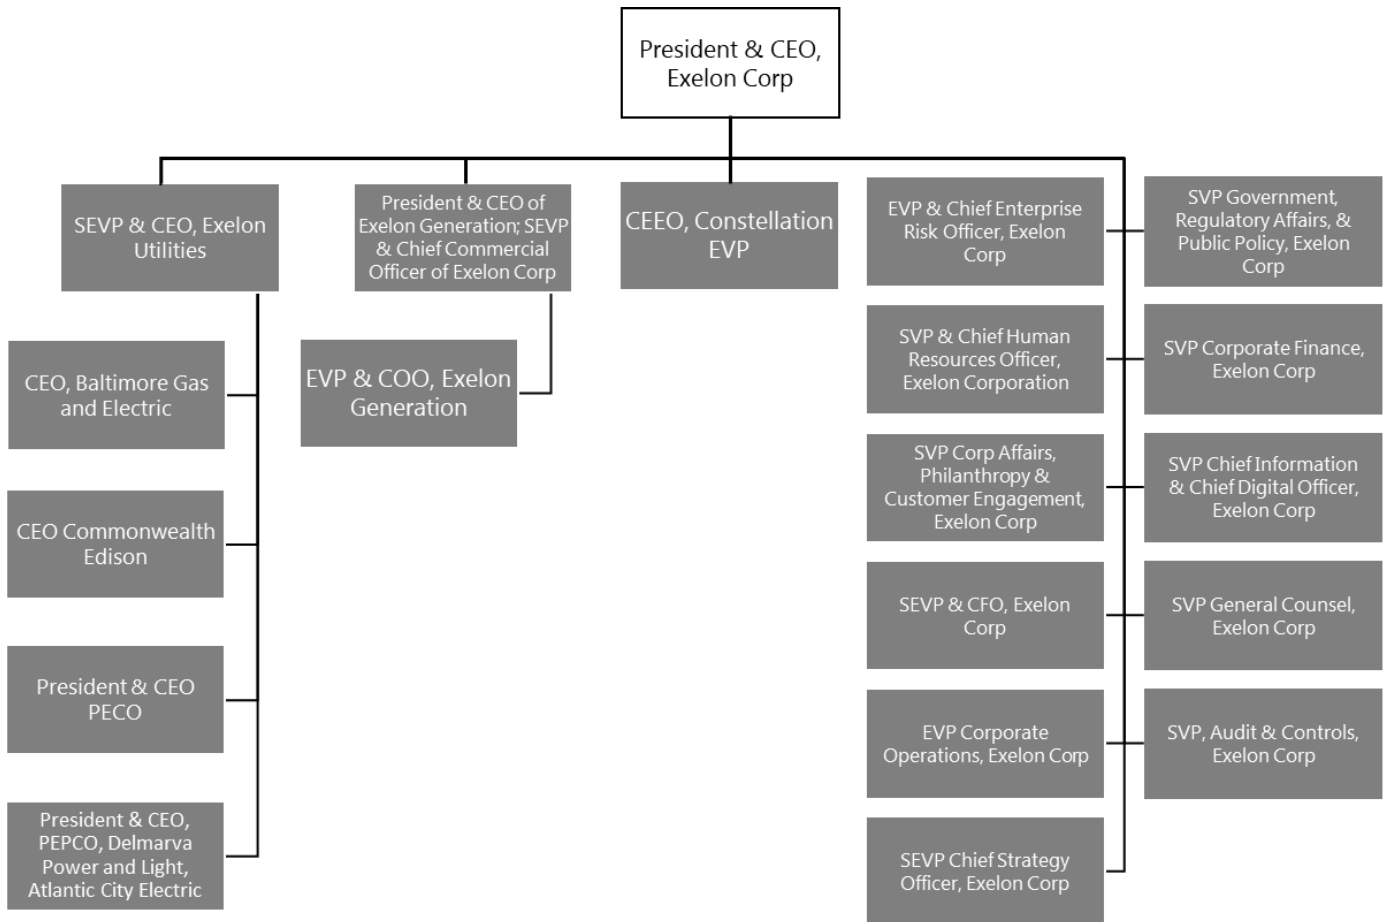 President & CEO,
Exelon Corp
SEVP & CEO, Exelon
Utilities
President & CEO of
Exelon Generation; SEVP
& Chief Commercial
Officer of Exelon Corp
CEEO, Constellation
EVP
EVP & Chief Enterprise
Risk Officer, Exelon
Corp
SVP Government,
Regulatory Affairs, &
Public Policy, Exelon
Corp
CEO, Baltimore Gas
and Electric
EVP & COO, Exelon
Generation
SVP & Chief Human
Resources Officer,
Exelon Corporation
SVP Corporate Finance,
Exelon Corp
CEO Commonwealth
Edison
SVP Corp Affairs,
Philanthropy &
Customer Engagement,
Exelon Corp
SVP Chief Information
& Chief Digital Officer,
Exelon Corp
President & CEO
PECO
SEVP & CFO, Exelon
Corp
SVP General Counsel,
Exelon Corp
EVP Corporate
Operations, Exelon Corp
SVP, Audit & Controls,
Exelon Corp
President & CEO,
PEPCO, Delmarva
Power and Light,
Atlantic City Electric
SEVP Chief Strategy
Officer, Exelon Corp